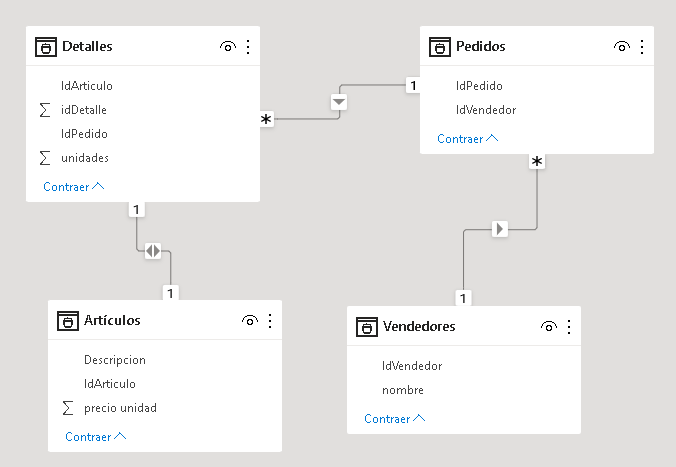 Detalles
IdArticulo
∑ idDetalle
IdPedido
∑ unidades
Contraer
Pedidos
IdPedido
IdVendedor
Contraer
*
1
*
1
1
1
Artículos
Descripcion
IdArticulo
∑ precio unidad
Contraer
Vendedores
IdVendedor
nombre
Contraer